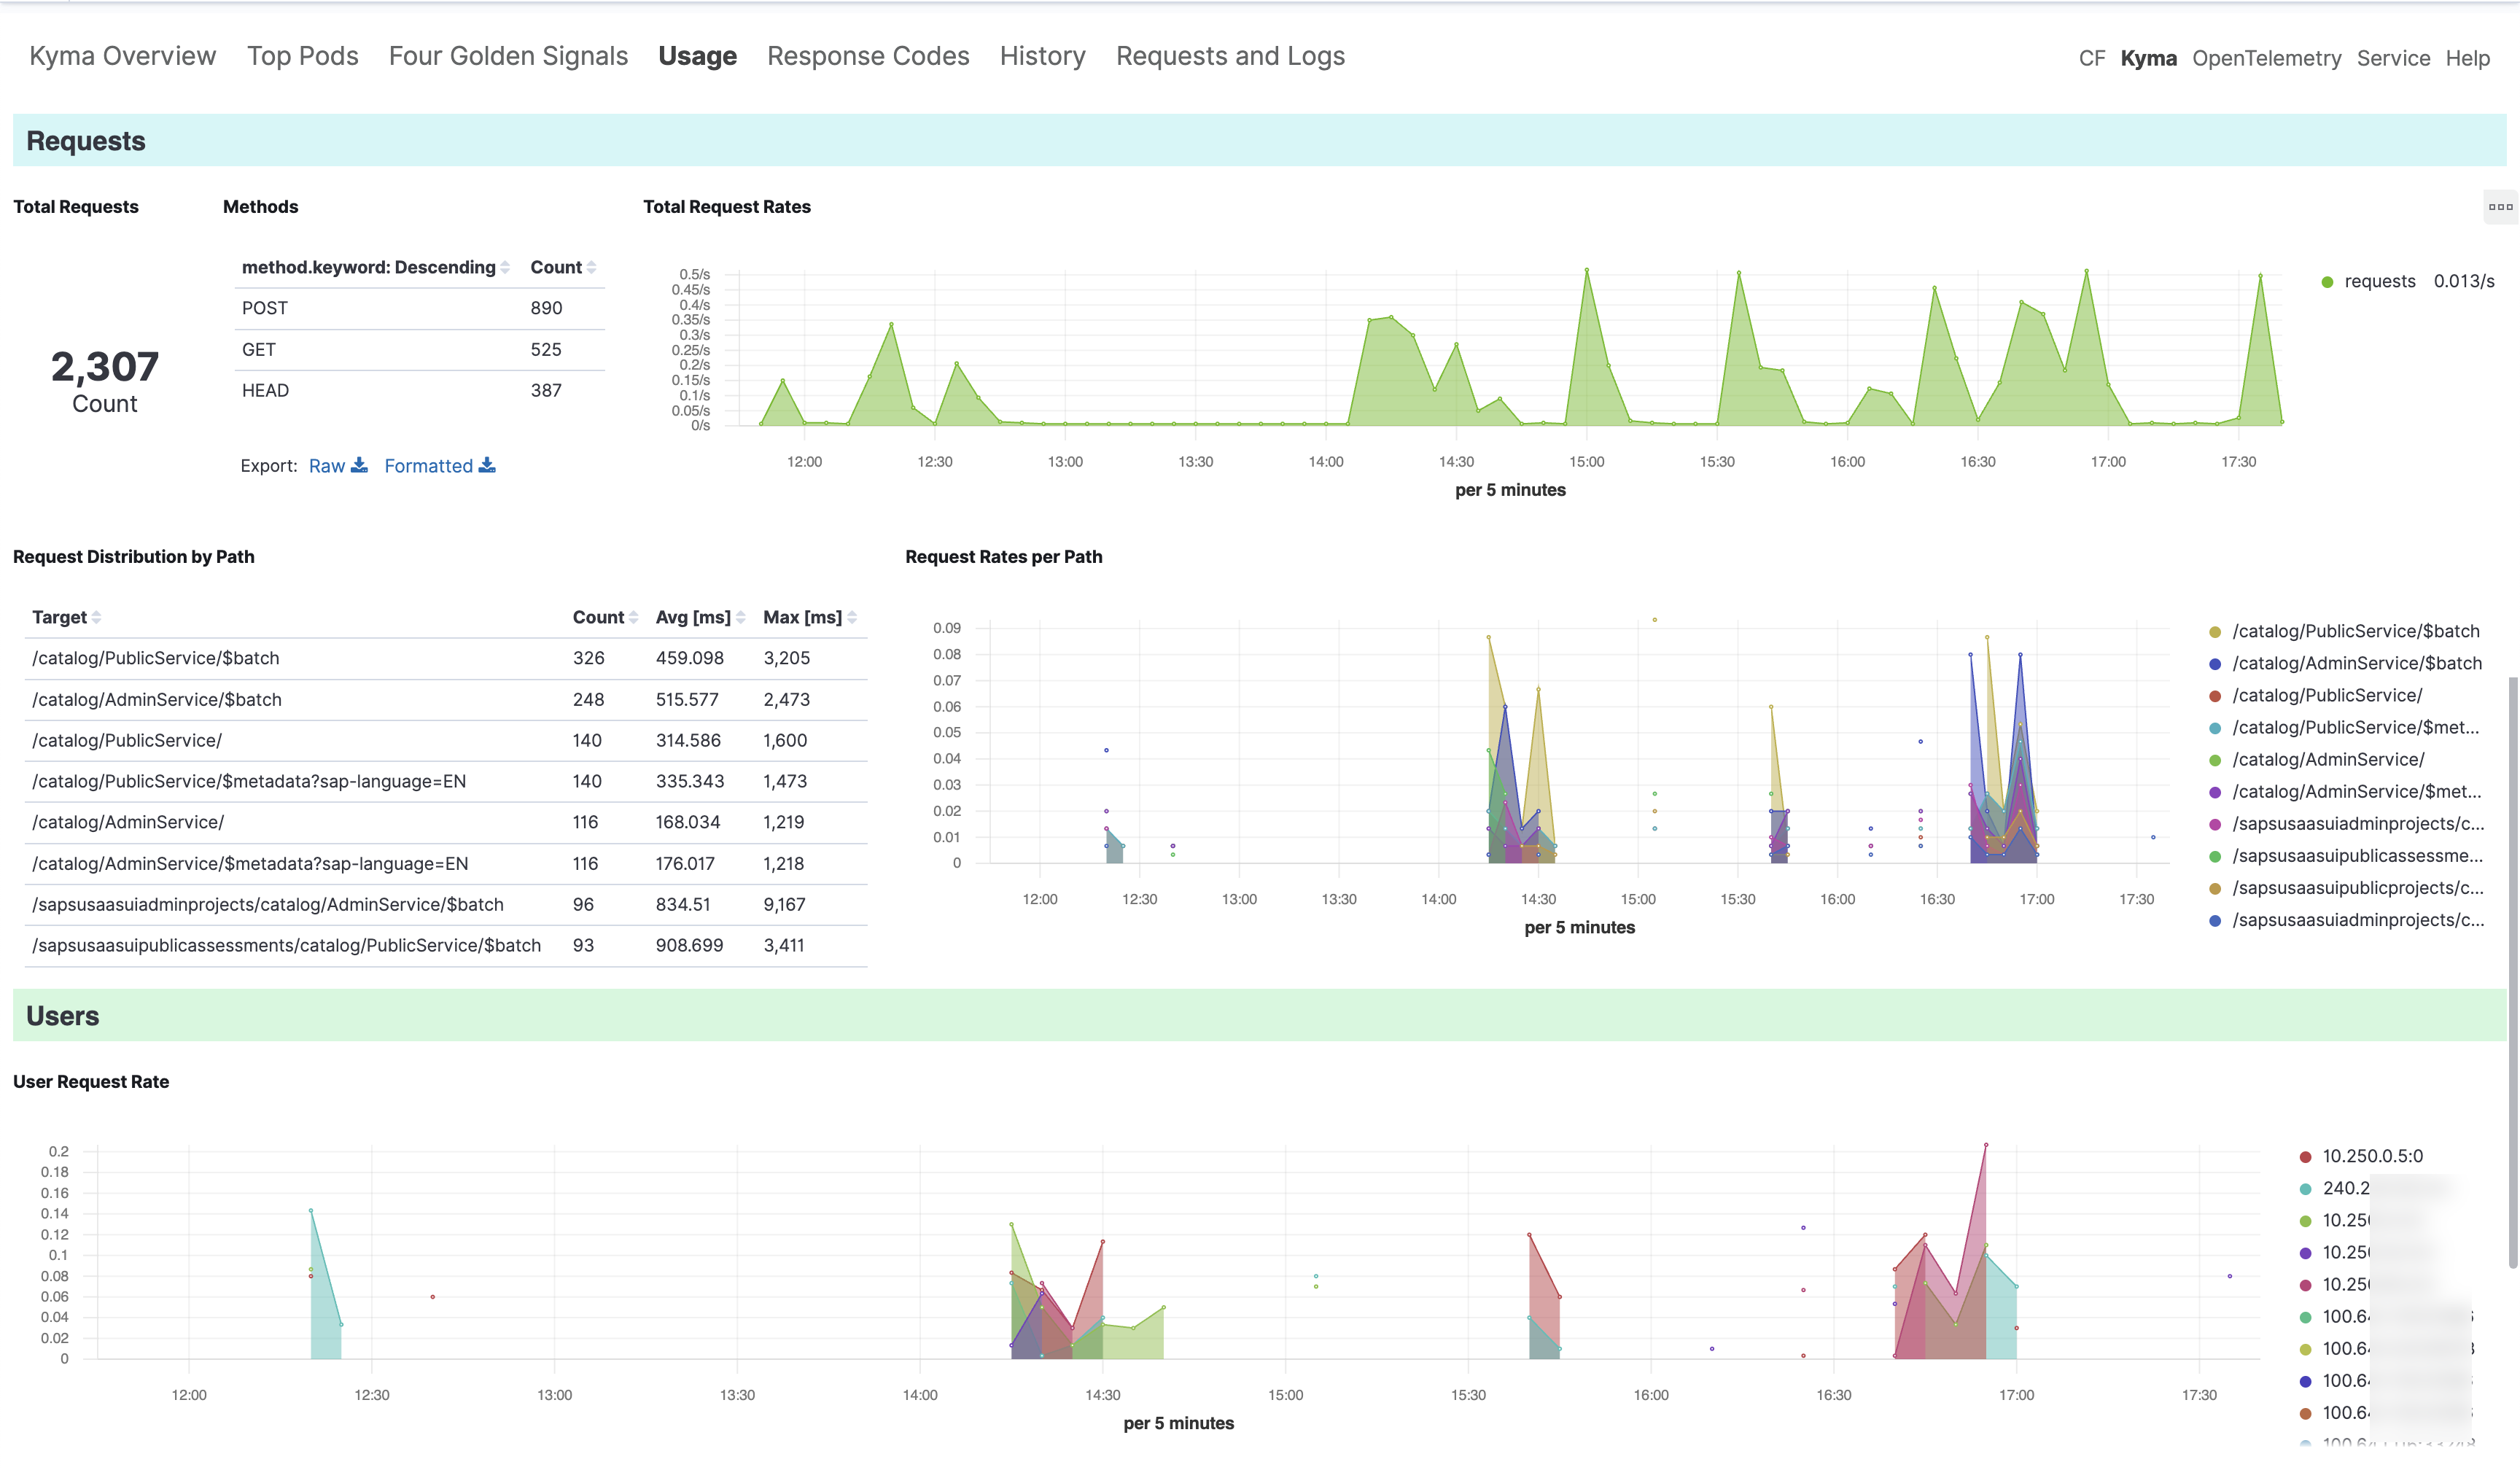 Kyma Overview Top Pods Four Golden Signals Usage Response Codes History Requests and Logs
CF Kyma OpenTelemetry Service Help
Requests
Total Requests
2,307
Count
Methods
method.keyword: Descending Count
POST 890
GET 525
HEAD 387
Export: Raw Formatted
Total Request Rates
0.5/s
0.45/s
0.4/s
0.35/s
0.3/s
0.25/s
0.2/s
0.15/s
0.1/s
0.05/s
0/s
12:00 12:30 13:00 13:30 14:00 14:30 15:00 15:30 16:00 16:30 17:00 17:30
per 5 minutes
requests 0.013/s
Request Distribution by Path
Target Count Avg [ms] Max [ms]
/catalog/PublicService/$batch 326 459.098 3,205
/catalog/AdminService/$batch 248 515.577 2,473
/catalog/PublicService/ 140 314.586 1,600
/catalog/PublicService/$metadata?sap-language=EN 140 335.343 1,473
/catalog/AdminService/ 116 168.034 1,219
/catalog/AdminService/$metadata?sap-language=EN 116 176.017 1,218
/sapsusaasuiadminprojects/catalog/AdminService/$batch 96 834.51 9,167
/sapsusaasuipublicassessments/catalog/PublicService/$batch 93 908.699 3,411
Request Rates per Path
0.09
0.08
0.07
0.06
0.05
0.04
0.03
0.02
0.01
0
12:00 12:30 13:00 13:30 14:00 14:30 15:00 15:30 16:00 16:30 17:00 17:30
per 5 minutes
/catalog/PublicService/$batch
/catalog/AdminService/$batch
/catalog/PublicService/
/catalog/PublicService/$met...
/catalog/AdminService/
/catalog/AdminService/$met...
/sapsusaasuiadminprojects/c...
/sapsusaasuipublicassessme...
/sapsusaasuipublicprojects/c...
/sapsusaasuiadminprojects/c...
Users
User Request Rate
0.2
0.18
0.16
0.14
0.12
0.1
0.08
0.06
0.04
0.02
0
12:00 12:30 13:00 13:30 14:00 14:30 15:00 15:30 16:00 16:30 17:00 17:30
per 5 minutes
10.250.0.5:0
240.2
10.250
10.250
10.250
100.64
100.64
100.64
100.64